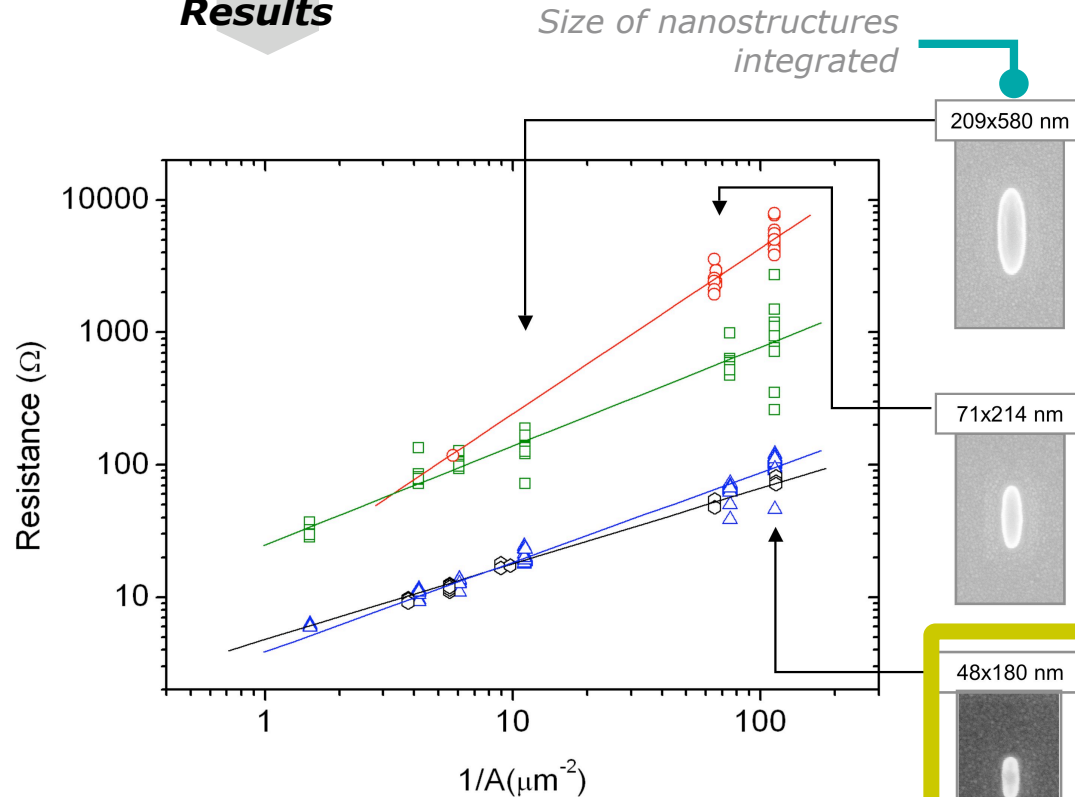 Results
Size of nanostructures
integrated
209x580 nm
71x214 nm
48x180 nm
10000
1000
100
10
Resistance (Ω)
1
10
100
1/A(μm⁻²)